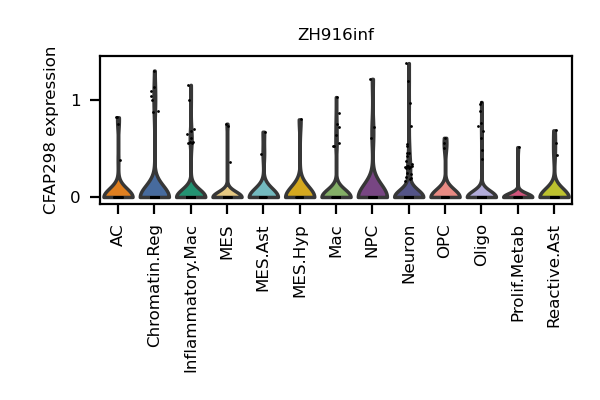 ZH916inf
CFAP298 expression
1
0
AC
Chromatin.Reg
Inflammatory.Mac
MES
MES.Ast
MES.Hyp
Mac
NPC
Neuron
OPC
Oligo
Prolif.Metab
Reactive.Ast